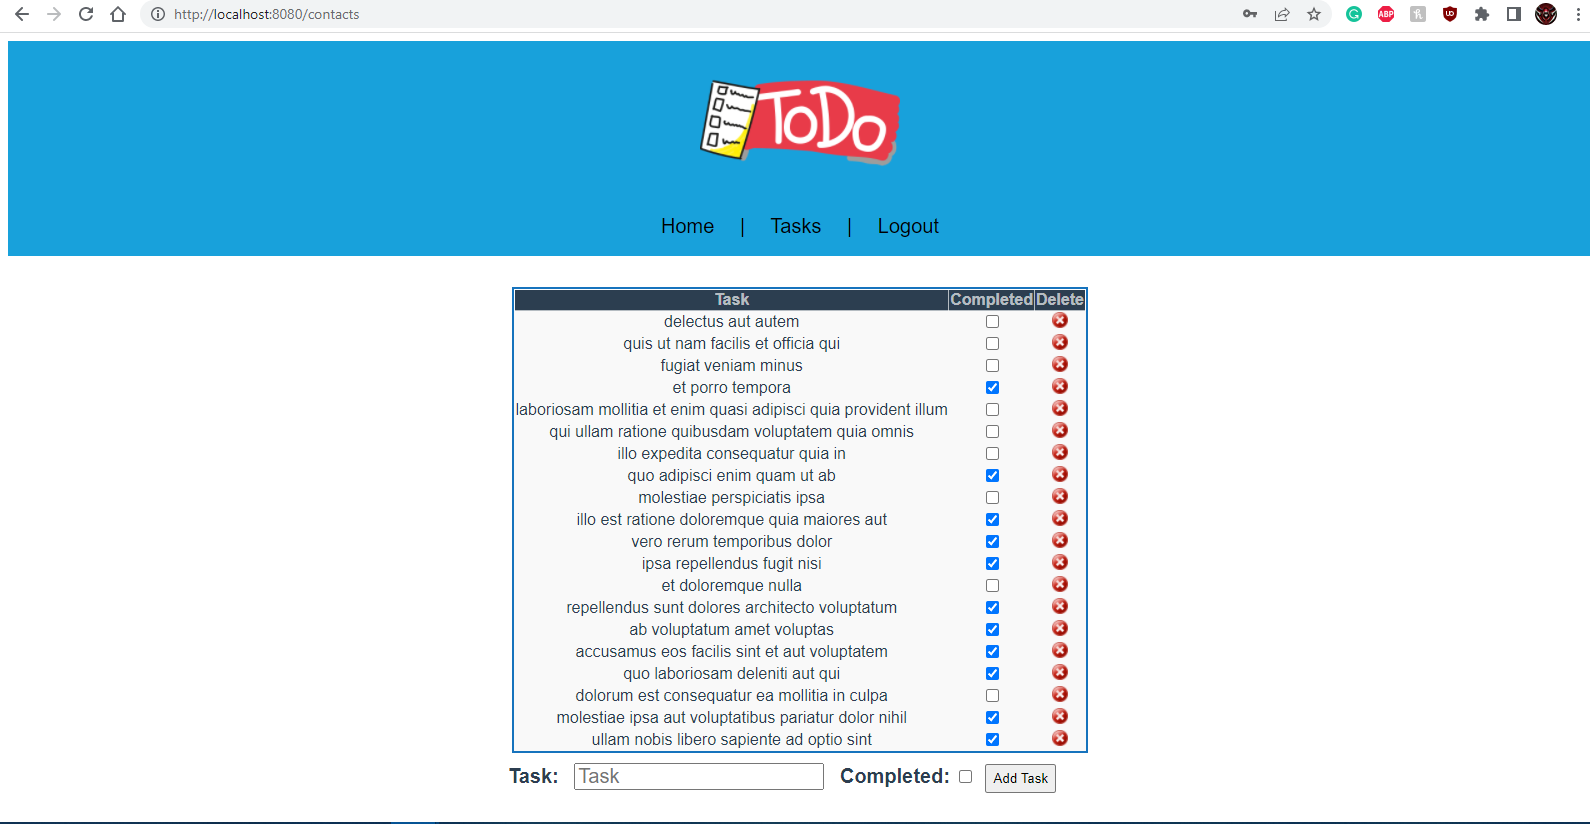 http://localhost:8080/contacts
ToDo
Home | Tasks | Logout
Task Completed Delete
delectus aut autem
quis ut nam facilis et officia qui
fugiat veniam minus
et porro tempora
laboriosam mollitia et enim quasi adipisci quia provident illum
qui ullam ratione quibusdam voluptatem quia omnis
illo expedita consequatur quia in
quo adipisci enim quam ut ab
molestiae perspiciatis ipsa
illo est ratione doloremque quia maiores aut
vero rerum temporibus dolor
ipsa repellendus fugit nisi
et doloremque nulla
repellendus sunt dolores architecto voluptatum
ab voluptatum amet voluptas
accusamus eos facilis sint et aut voluptatem
quo laboriosam deleniti aut qui
dolorum est consequatur ea mollitia in culpa
molestiae ipsa aut voluptatibus pariatur dolor nihil
ullam nobis libero sapiente ad optio sint
Task: Task Completed: Add Task